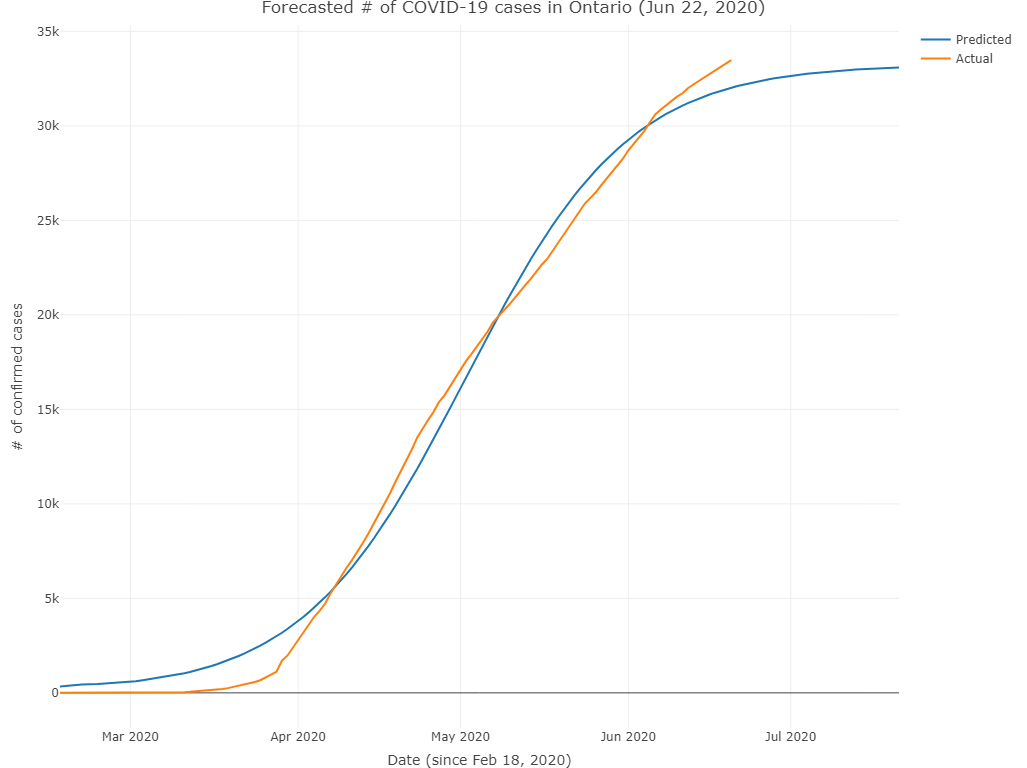 Forecasted # of COVID-19 cases in Ontario (Jun 22, 2020)
Predicted
Actual
35k
30k
25k
20k
15k
10k
5k
0
# of confirmed cases
Mar 2020
Apr 2020
May 2020
Jun 2020
Jul 2020
Date (since Feb 18, 2020)